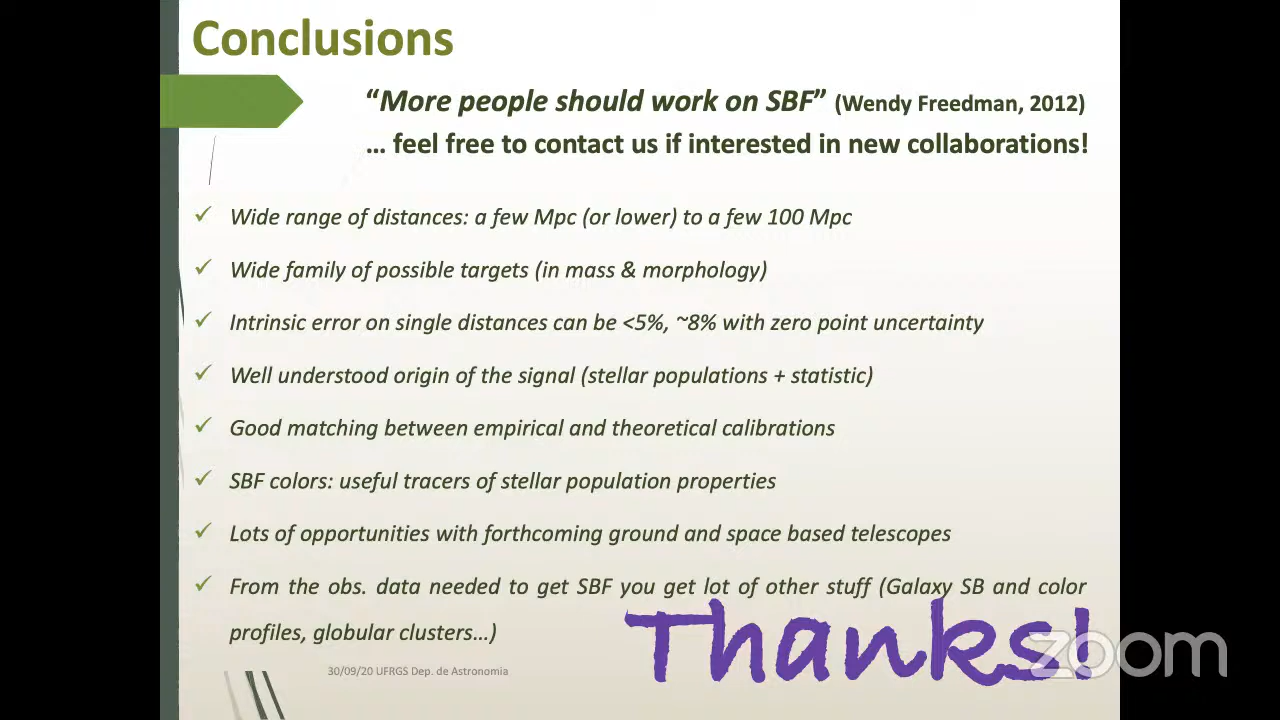 Conclusions
“More people should work on SBF” (Wendy Freedman, 2012)
… feel free to contact us if interested in new collaborations!
✓ Wide range of distances: a few Mpc (or lower) to a few 100 Mpc
✓ Wide family of possible targets (in mass & morphology)
✓ Intrinsic error on single distances can be <5%, ~8% with zero point uncertainty
✓ Well understood origin of the signal (stellar populations + statistic)
✓ Good matching between empirical and theoretical calibrations
✓ SBF colors: useful tracers of stellar population properties
✓ Lots of opportunities with forthcoming ground and space based telescopes
✓ From the obs. data needed to get SBF you get lot of other stuff (Galaxy SB and color
profiles, globular clusters…)
Thanks!
zoom
30/09/20 UFRGS Dep. de Astronomia